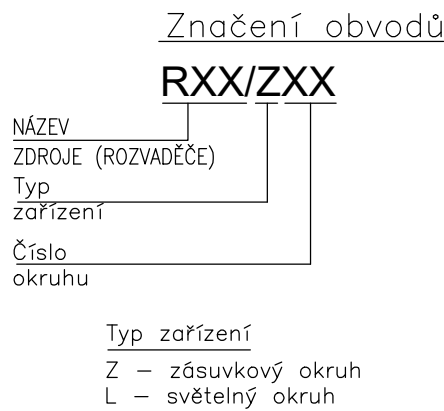 Značení obvodů
RXX/ZXX
NÁZEV
ZDROJE (ROZVADĚČE)
Typ
zařízení
Číslo
okruhu
Typ zařízení
Z – zásuvkový okruh
L – světelný okruh